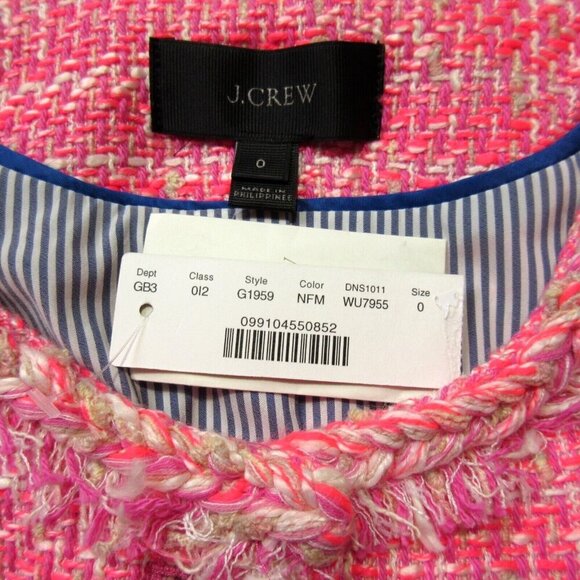 J.CREW
0
MADE IN
PHILIPPINES
Dept Class Style Color DNS1011 Size
GB3 0I2 G1959 NFM WU7955 0
099104550852